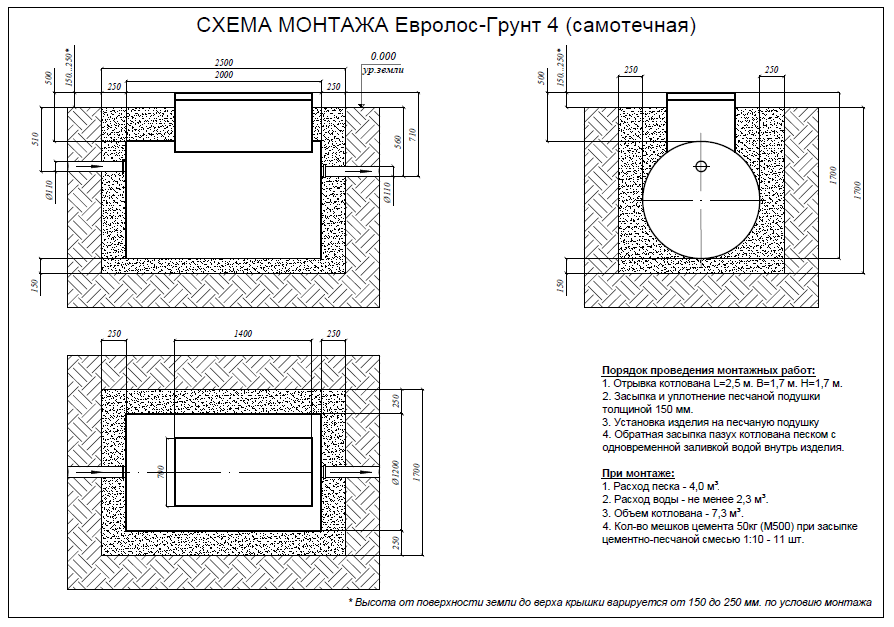 СХЕМА МОНТАЖА Евролос-Грунт 4 (самотечная)
500
150...250*
2500
2000
250
250
0.000
ур.земли
510
560
710
Ø110
Ø110
150
500
150...250*
250
250
1700
1700
150
250
1400
250
700
250
Ø1200
1700
250
Порядок проведения монтажных работ:
1. Отрывка котлована L=2,5 м. B=1,7 м. H=1,7 м.
2. Засыпка и уплотнение песчаной подушки
толщиной 150 мм.
3. Установка изделия на песчаную подушку
4. Обратная засыпка пазух котлована песком с
одновременной заливкой водой внутрь изделия.
При монтаже:
1. Расход песка - 4,0 м³.
2. Расход воды - не менее 2,3 м³.
3. Объем котлована - 7,3 м³.
4. Кол-во мешков цемента 50кг (М500) при засыпке
цементно-песчаной смесью 1:10 - 11 шт.
* Высота от поверхности земли до верха крышки варируется от 150 до 250 мм. по условию монтажа